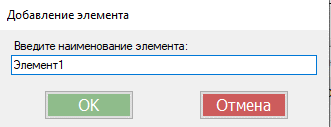 Добавление элемента
Введите наименование элемента:
Элемент1
OK
Отмена